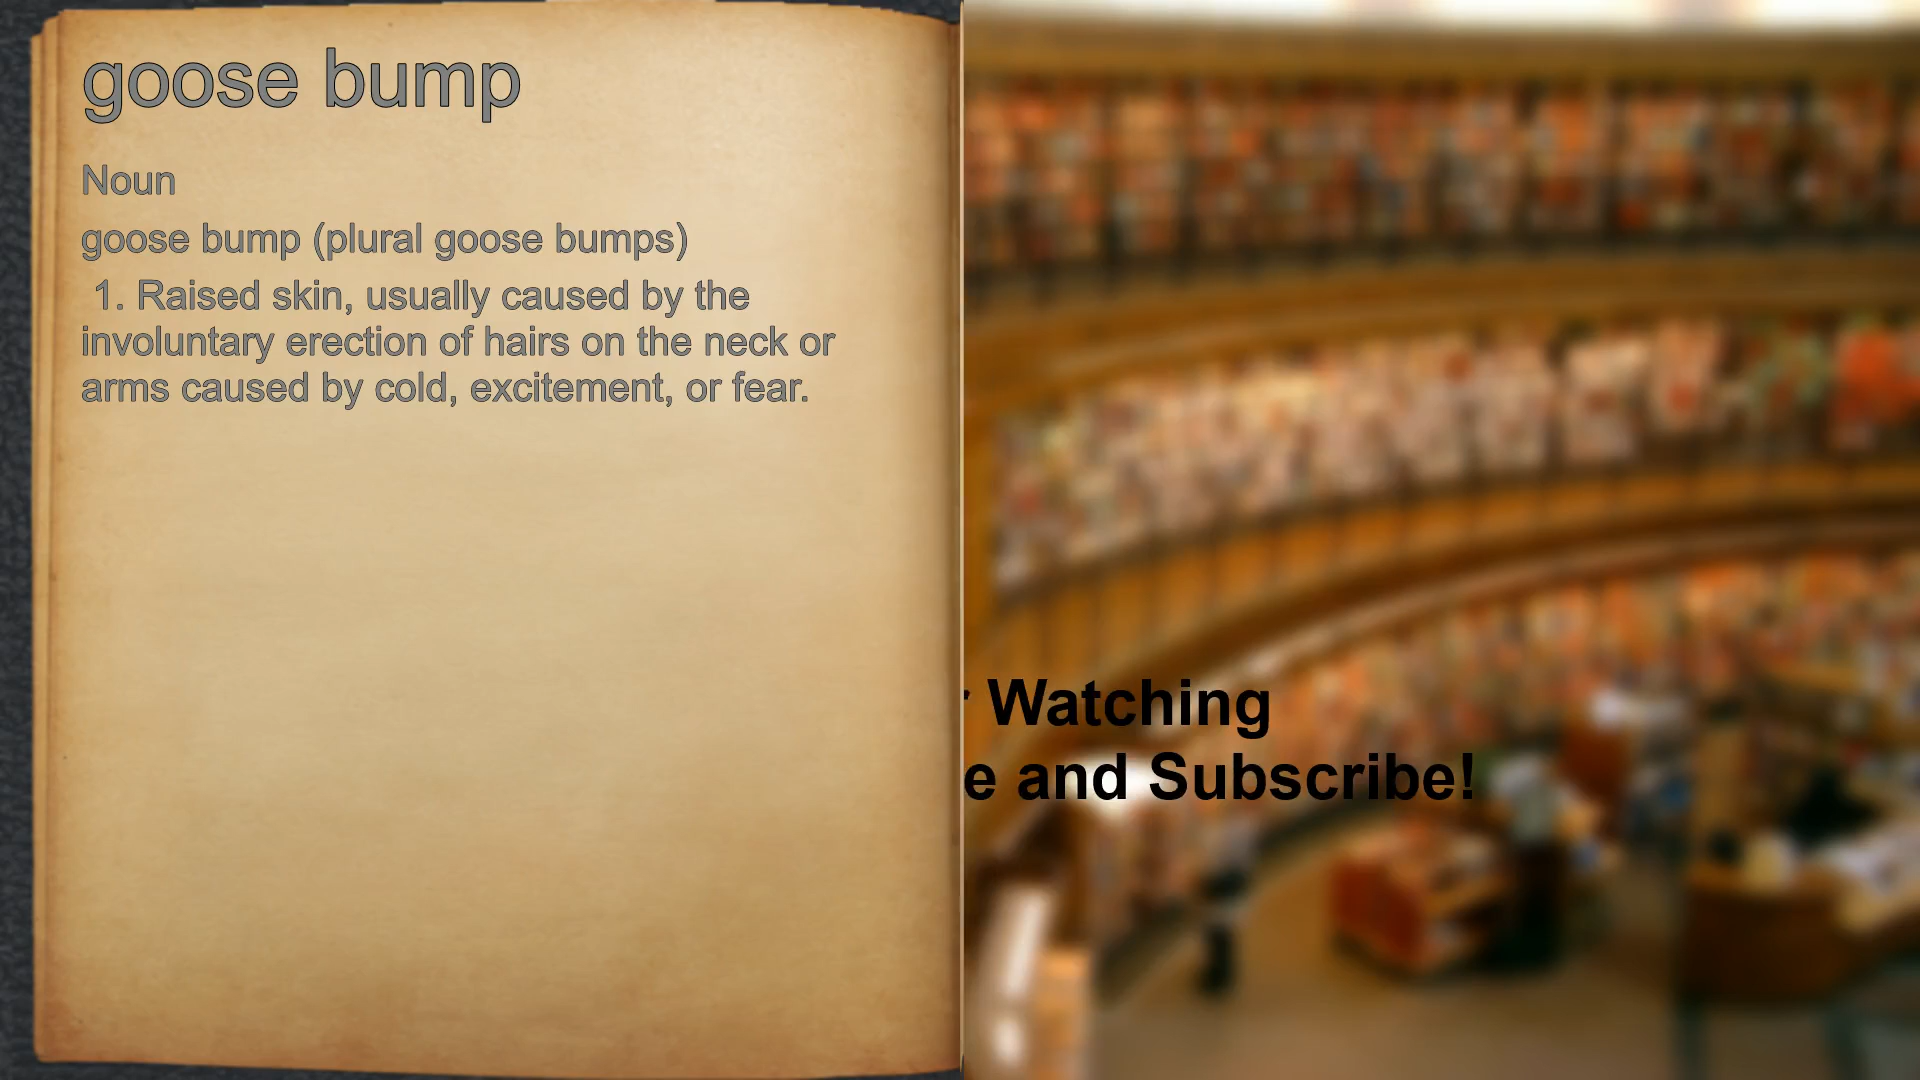 goose bump
Noun
goose bump (plural goose bumps)
1. Raised skin, usually caused by the
involuntary erection of hairs on the neck or
arms caused by cold, excitement, or fear.
Watching
and Subscribe!